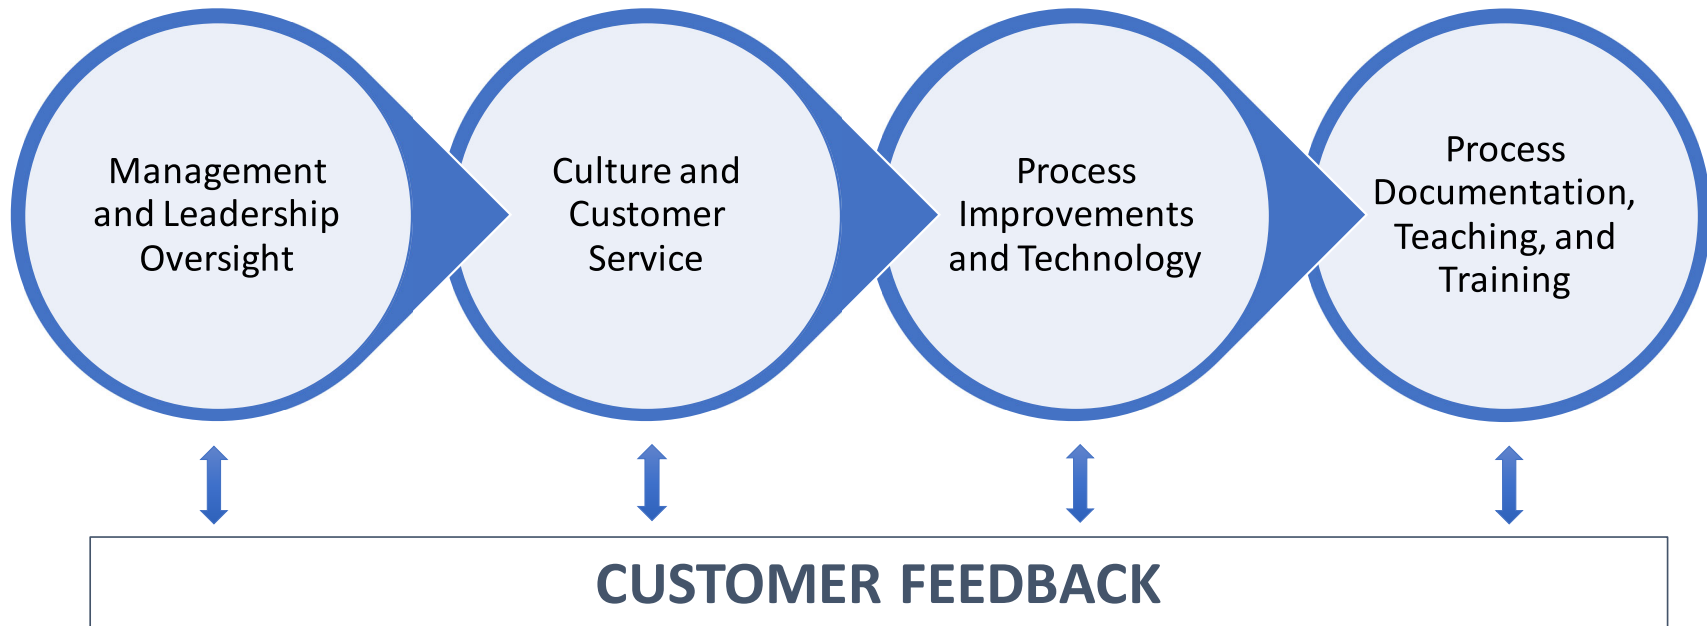 Management
and Leadership
Oversight
Culture and
Customer
Service
Process
Improvements
and Technology
Process
Documentation,
Teaching, and
Training
CUSTOMER FEEDBACK